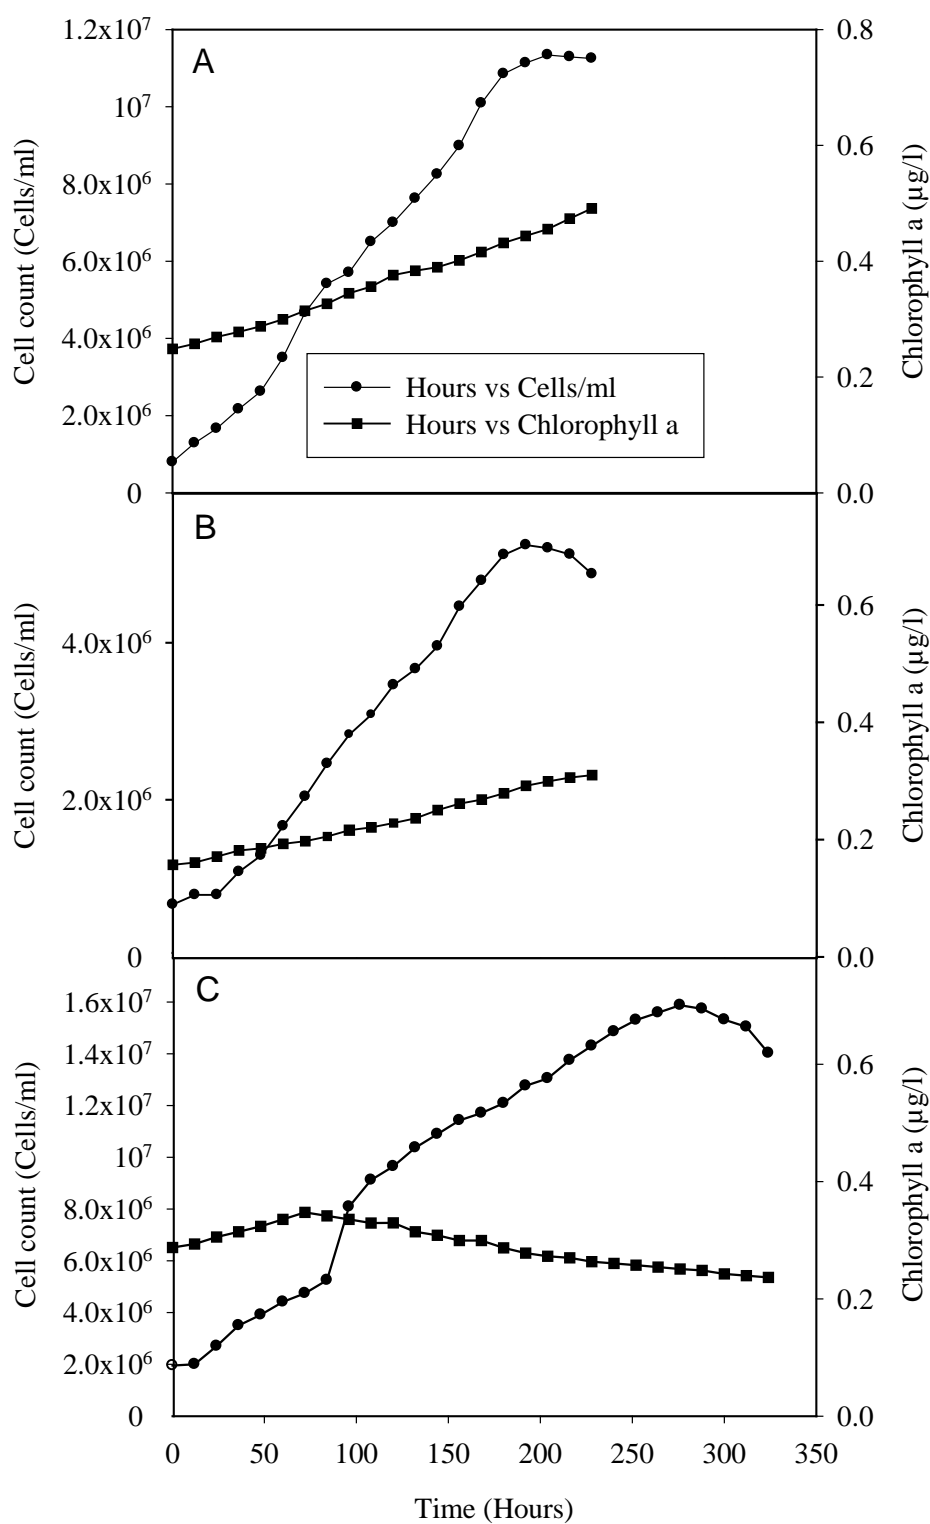 A
1.2x10⁷
10⁷
8.0x10⁶
6.0x10⁶
4.0x10⁶
2.0x10⁶
0
Cell count (Cells/ml)
0.8
0.6
0.4
0.2
0.0
Chlorophyll a (µg/l)
Hours vs Cells/ml
Hours vs Chlorophyll a
B
4.0x10⁶
2.0x10⁶
0
Cell count (Cells/ml)
0.6
0.4
0.2
0.0
Chlorophyll a (µg/l)
C
1.6x10⁷
1.4x10⁷
1.2x10⁷
10⁷
8.0x10⁶
6.0x10⁶
4.0x10⁶
2.0x10⁶
0
Cell count (Cells/ml)
0.6
0.4
0.2
0.0
Chlorophyll a (µg/l)
0 50 100 150 200 250 300 350
Time (Hours)